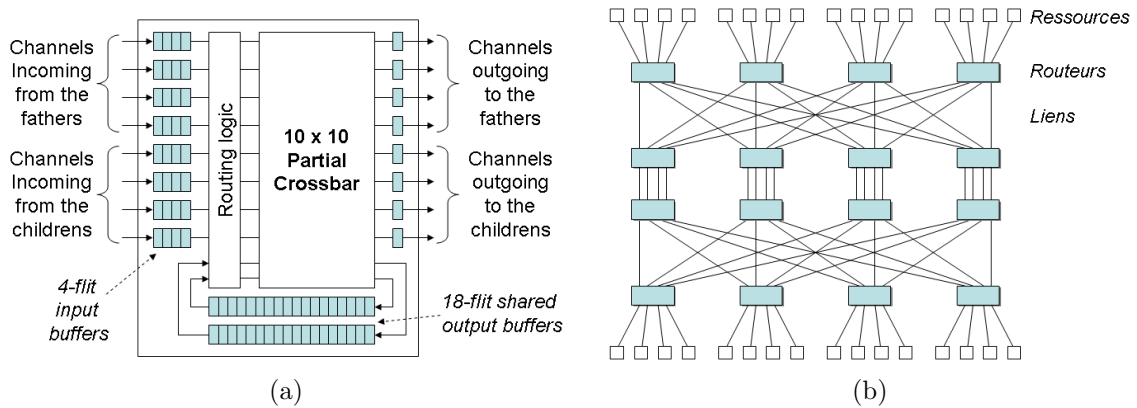 Channels
Incoming
from the
fathers
Channels
Incoming
from the
childrens
Routing logic
10 x 10
Partial
Crossbar
Channels
outgoing
to the
fathers
Channels
outgoing
to the
childrens
4-flit
input
buffers
18-flit shared
output buffers
(a)
Ressources
Routeurs
Liens
(b)